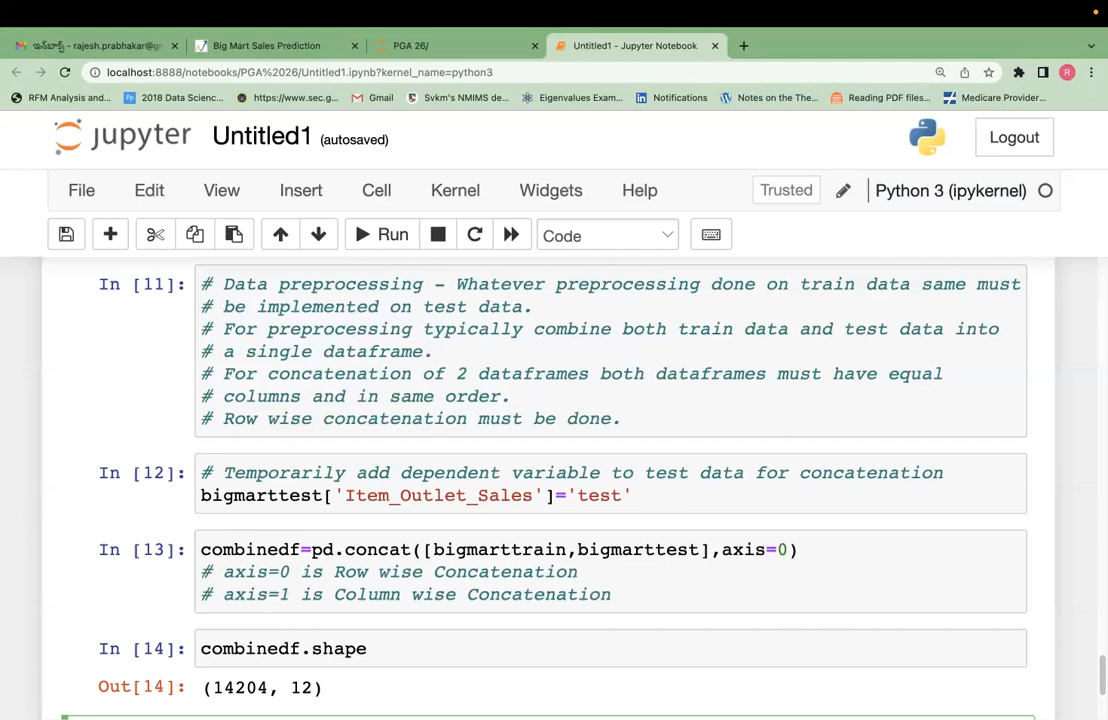 ఇన్‌బాక్స్ - rajesh.prabhakar@g
Big Mart Sales Prediction
PGA 26/
Untitled1 - Jupyter Notebook
localhost:8888/notebooks/PGA%2026/Untitled1.ipynb?kernel_name=python3
R
RFM Analysis and...
2018 Data Scienc...
https://www.sec.g...
Gmail
Svkm's NMIMS de...
Eigenvalues Exam...
Notifications
Notes on the The...
Reading PDF files...
Medicare Provider...
jupyter Untitled1 (autosaved)
Logout
File Edit View Insert Cell Kernel Widgets Help
Trusted
Python 3 (ipykernel)
Run
Code
In [11]: # Data preprocessing - Whatever preprocessing done on train data same must
# be implemented on test data.
# For preprocessing typically combine both train data and test data into
# a single dataframe.
# For concatenation of 2 dataframes both dataframes must have equal
# columns and in same order.
# Row wise concatenation must be done.
In [12]: # Temporarily add dependent variable to test data for concatenation
bigmarttest['Item_Outlet_Sales']='test'
In [13]: combinedf=pd.concat([bigmarttrain,bigmarttest],axis=0)
# axis=0 is Row wise Concatenation
# axis=1 is Column wise Concatenation
In [14]: combinedf.shape
Out[14]: (14204, 12)